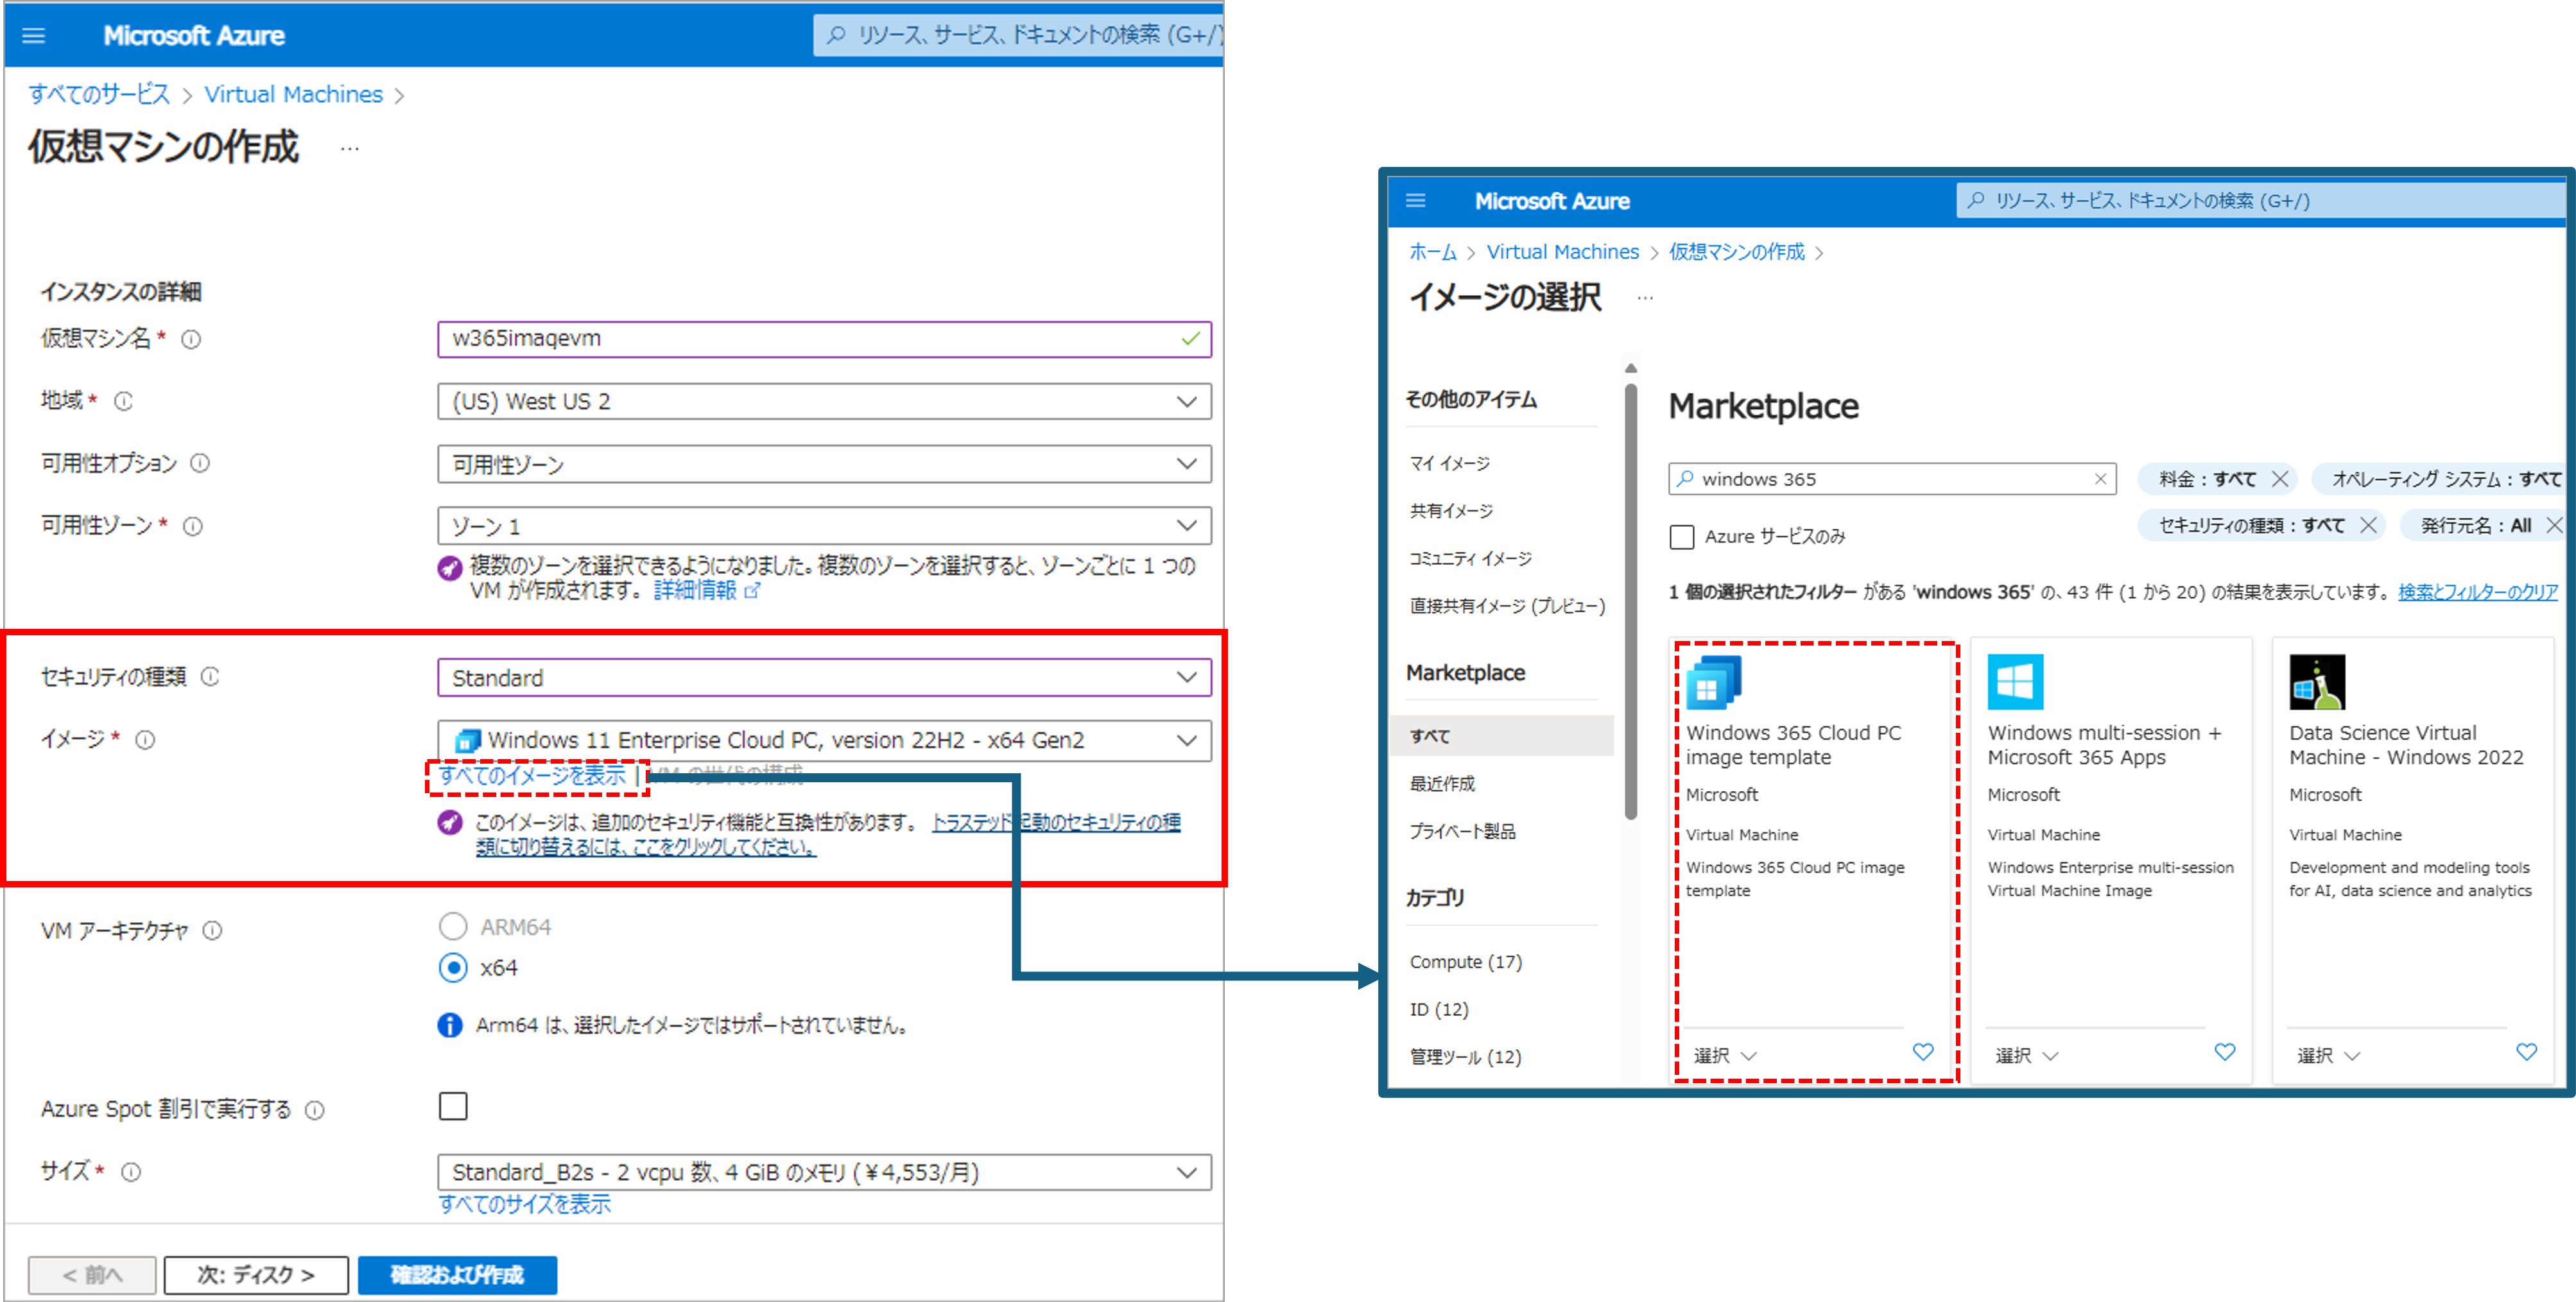 Microsoft Azure
リソース、サービス、ドキュメントの検索 (G+/)
すべてのサービス > Virtual Machines >
仮想マシンの作成 …
インスタンスの詳細
仮想マシン名 *
w365imagevm
地域 *
(US) West US 2
可用性オプション
可用性ゾーン
可用性ゾーン *
ゾーン 1
複数のゾーンを選択できるようになりました。複数のゾーンを選択すると、ゾーンごとに 1 つの
VM が作成されます。 詳細情報
セキュリティの種類
Standard
イメージ *
Windows 11 Enterprise Cloud PC, version 22H2 - x64 Gen2
すべてのイメージを表示 | VM の世代の構成
このイメージは、追加のセキュリティ機能と互換性があります。 トラステッド起動のセキュリティの種
類に切り替えるには、ここをクリックしてください。
VM アーキテクチャ
ARM64
x64
Arm64 は、選択したイメージではサポートされていません。
Azure Spot 割引で実行する
サイズ *
Standard_B2s - 2 vcpu 数、4 GiB のメモリ (¥4,553/月)
すべてのサイズを表示
< 前へ
次: ディスク >
確認および作成
Microsoft Azure
リソース、サービス、ドキュメントの検索 (G+/)
ホーム > Virtual Machines > 仮想マシンの作成 >
イメージの選択 …
その他のアイテム
マイ イメージ
共有イメージ
コミュニティ イメージ
直接共有イメージ (プレビュー)
Marketplace
すべて
最近作成
プライベート製品
カテゴリ
Compute (17)
ID (12)
管理ツール (12)
Marketplace
windows 365
料金 : すべて
オペレーティング システム : すべて
Azure サービスのみ
セキュリティの種類 : すべて
発行元名 : All
1 個の選択されたフィルター がある 'windows 365' の、43 件 (1 から 20) の結果を表示しています。 検索とフィルターのクリア
Windows 365 Cloud PC
image template
Microsoft
Virtual Machine
Windows 365 Cloud PC image
template
選択
Windows multi-session +
Microsoft 365 Apps
Microsoft
Virtual Machine
Windows Enterprise multi-session
Virtual Machine Image
選択
Data Science Virtual
Machine - Windows 2022
Microsoft
Virtual Machine
Development and modeling tools
for AI, data science and analytics
選択